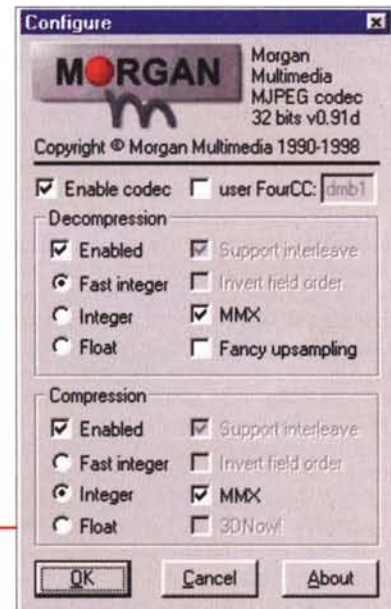 Configure
MORGAN
m
Morgan
Multimedia
MJPEG codec
32 bits v0.91d
Copyright © Morgan Multimedia 1990-1998
Enable codec user FourCC: dmb1
Decompression
Enabled Support interleave
Fast integer Invert field order
Integer MMX
Float Fancy upsampling
Compression
Enabled Support interleave
Fast integer Invert field order
Integer MMX
Float 3DNow!
OK Cancel About